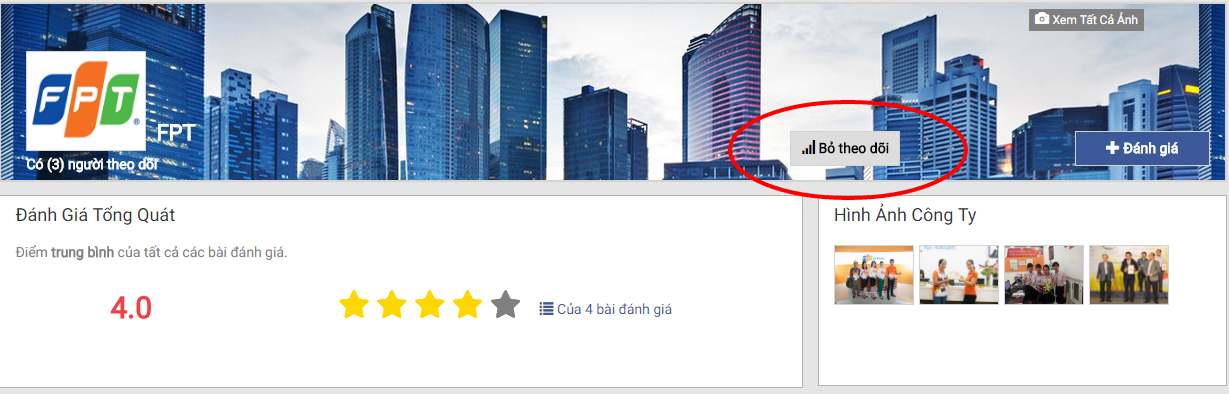 Xem Tất Cả Ảnh
FPT
FPT
Có (3) người theo dõi
Bỏ theo dõi
Đánh giá
Đánh Giá Tổng Quát
Điểm trung bình của tất cả các bài đánh giá.
4.0
Của 4 bài đánh giá
Hình Ảnh Công Ty